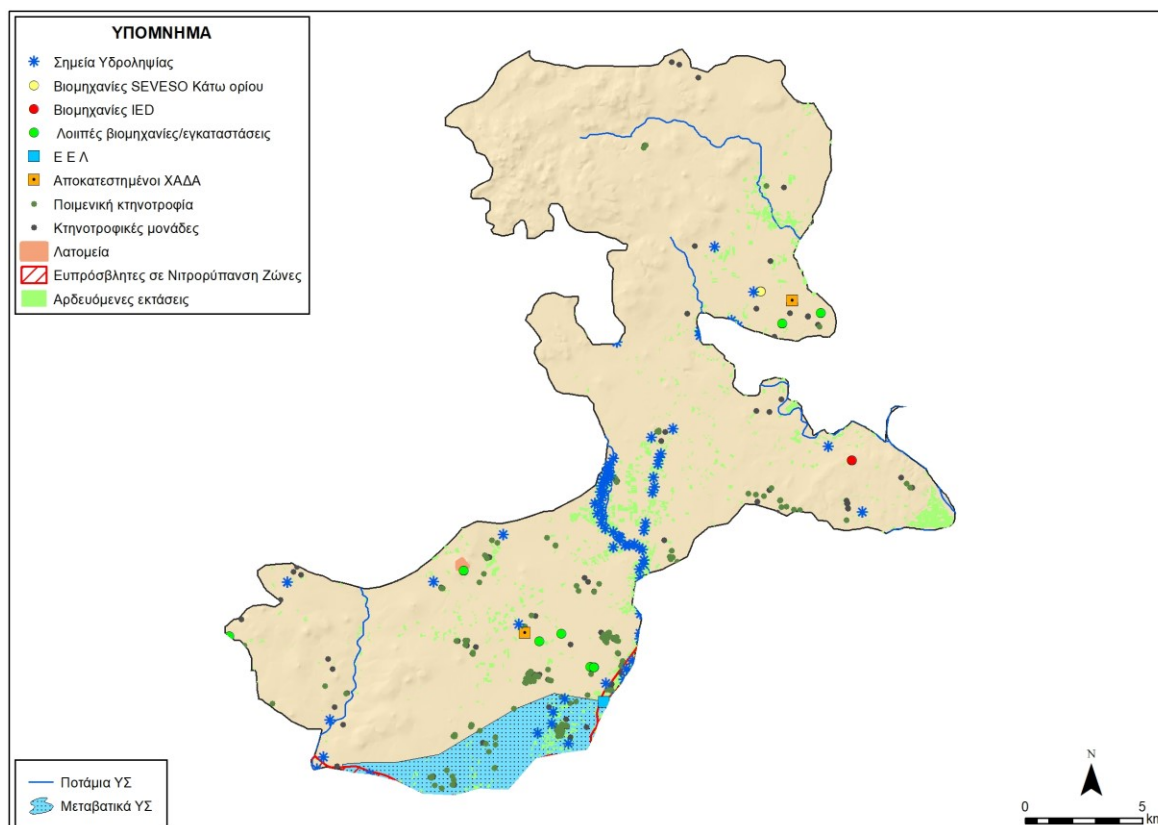 ΥΠΟΜΝΗΜΑ
Σημεία Υδροληψίας
Βιομηχανίες SEVESO Κάτω ορίου
Βιομηχανίες IED
Λοιπές βιομηχανίες/εγκαταστάσεις
Ε Ε Λ
Αποκατεστημένοι ΧΑΔΑ
Ποιμενική κτηνοτροφία
Κτηνοτροφικές μονάδες
Λατομεία
Ευπρόσβλητες σε Νιτρορύπανση Ζώνες
Αρδευόμενες εκτάσεις
Ποτάμια ΥΣ
Μεταβατικά ΥΣ
N
0 5
km